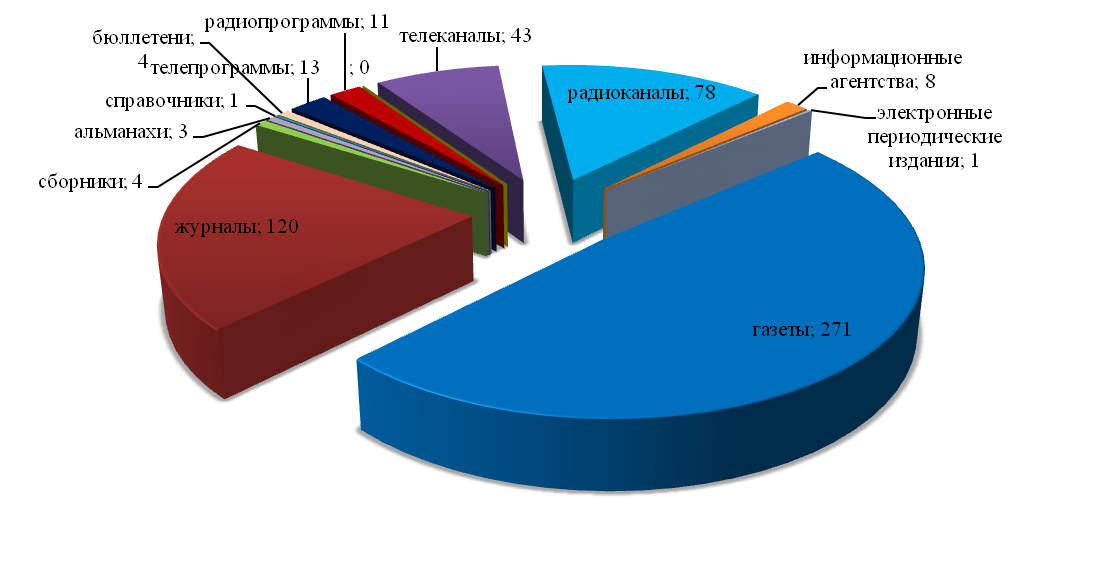 радиопрограммы; 11
бюллетени;
4
телепрограммы; 13
; 0
телеканалы; 43
справочники; 1
альманахи; 3
сборники; 4
журналы; 120
радиоканалы; 78
информационные
агентства; 8
электронные
периодические
издания; 1
газеты; 271